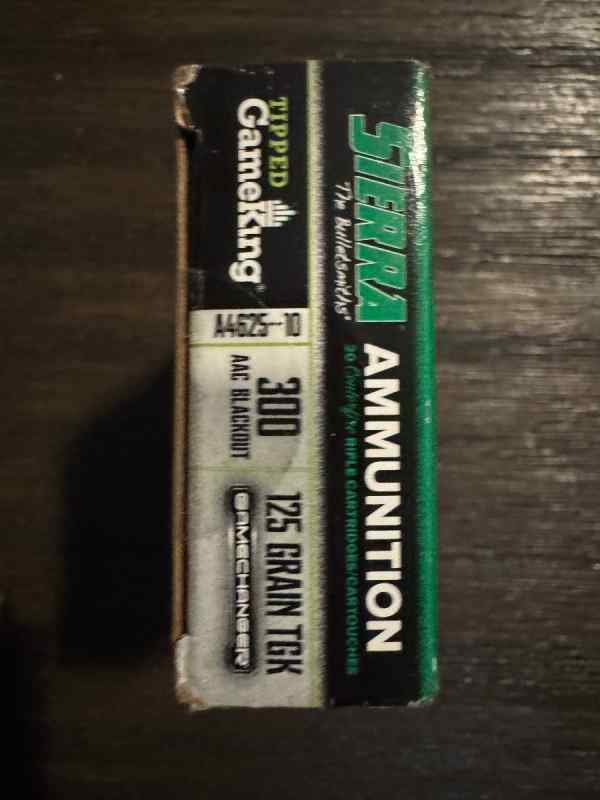 SIERRA
The Bulletsmiths®
AMMUNITION
20 Centerfire RIFLE CARTRIDGES/CARTOUCHES
TIPPED
GameKing®
A4625--10
300
AAC BLACKOUT
125 GRAIN TGK
GAMECHANGER